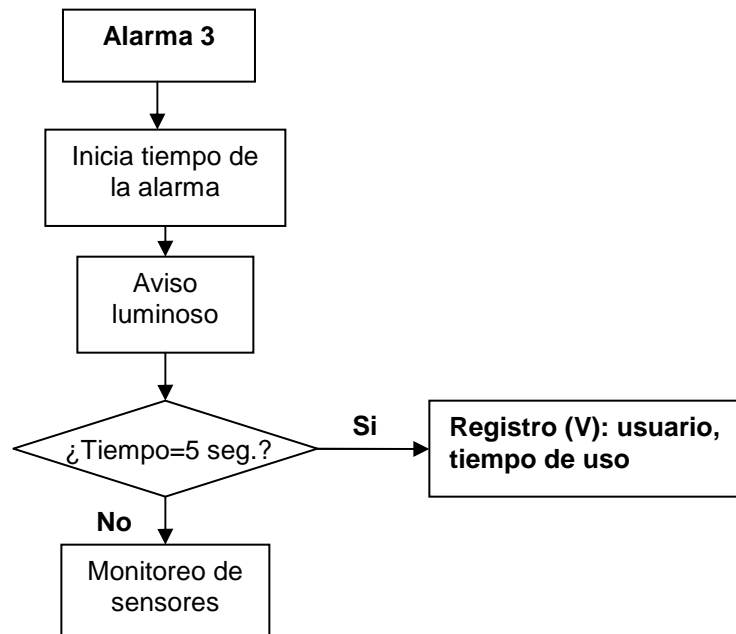 Alarma 3
Inicia tiempo de
la alarma
Aviso
luminoso
¿Tiempo=5 seg.?
Si
Registro (V): usuario,
tiempo de uso
No
Monitoreo de
sensores